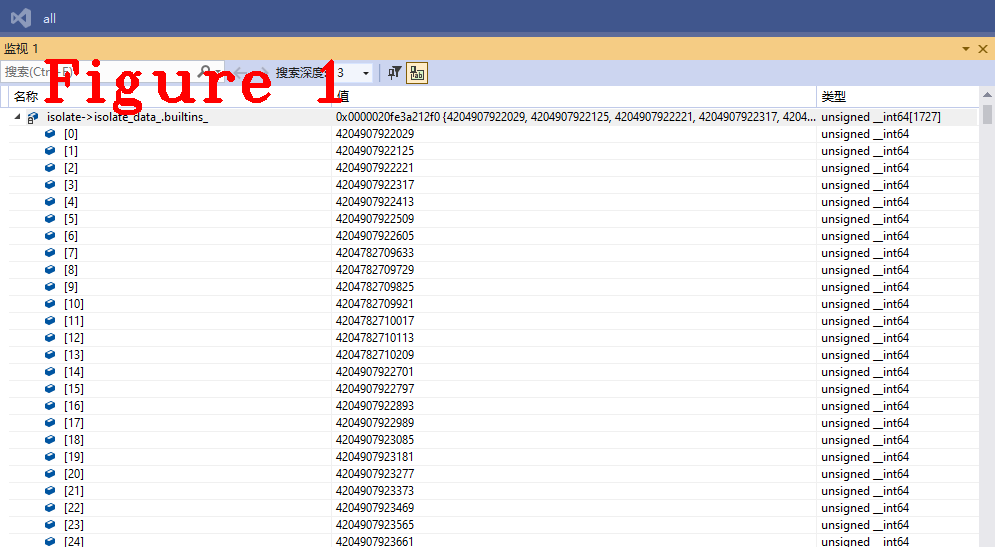 all
监视 1
搜索深度: 3
Figure 1
名称 值 类型
isolate->isolate_data_.builtins_ 0x0000020fe3a212f0 {4204907922029, 4204907922125, 4204907922221, 4204907922317, 4204... unsigned __int64[1727]
[0] 4204907922029 unsigned __int64
[1] 4204907922125 unsigned __int64
[2] 4204907922221 unsigned __int64
[3] 4204907922317 unsigned __int64
[4] 4204907922413 unsigned __int64
[5] 4204907922509 unsigned __int64
[6] 4204907922605 unsigned __int64
[7] 4204782709633 unsigned __int64
[8] 4204782709729 unsigned __int64
[9] 4204782709825 unsigned __int64
[10] 4204782709921 unsigned __int64
[11] 4204782710017 unsigned __int64
[12] 4204782710113 unsigned __int64
[13] 4204782710209 unsigned __int64
[14] 4204907922701 unsigned __int64
[15] 4204907922797 unsigned __int64
[16] 4204907922893 unsigned __int64
[17] 4204907922989 unsigned __int64
[18] 4204907923085 unsigned __int64
[19] 4204907923181 unsigned __int64
[20] 4204907923277 unsigned __int64
[21] 4204907923373 unsigned __int64
[22] 4204907923469 unsigned __int64
[23] 4204907923565 unsigned __int64
[24] 4204907923661 unsigned __int64